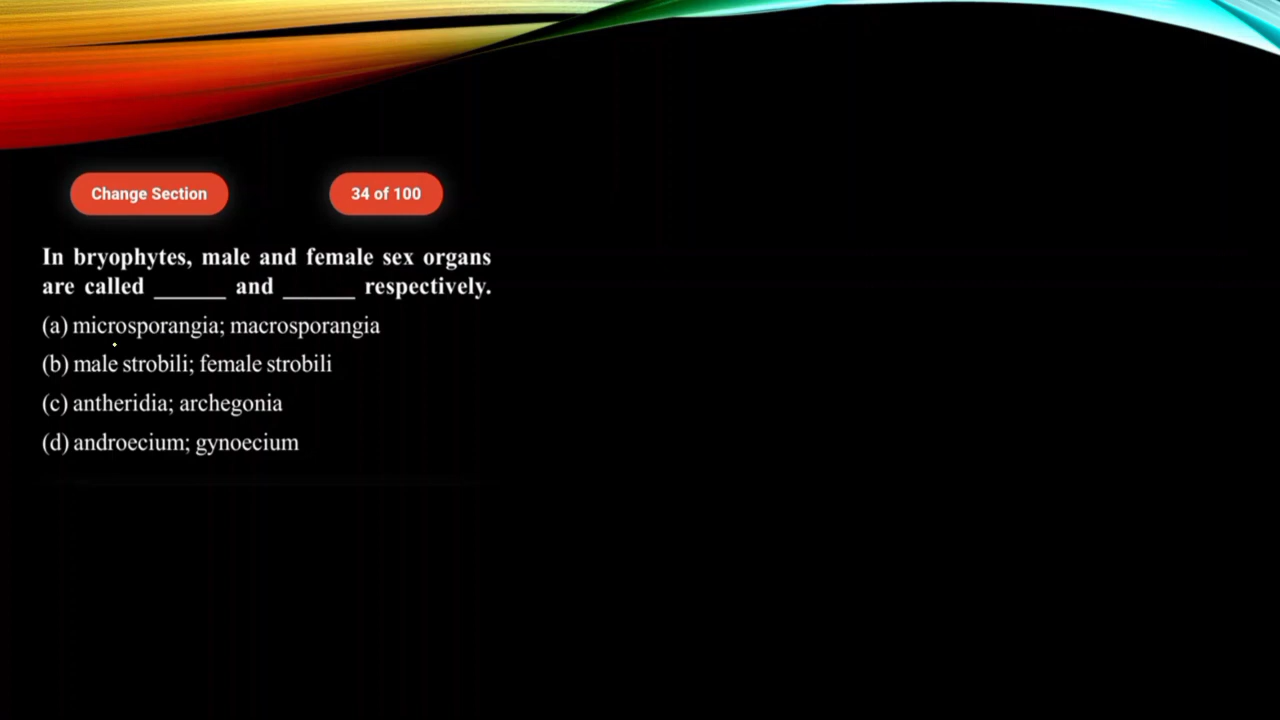 Change Section
34 of 100
In bryophytes, male and female sex organs
are called ______ and ______ respectively.
(a) microsporangia; macrosporangia
(b) male strobili; female strobili
(c) antheridia; archegonia
(d) androecium; gynoecium